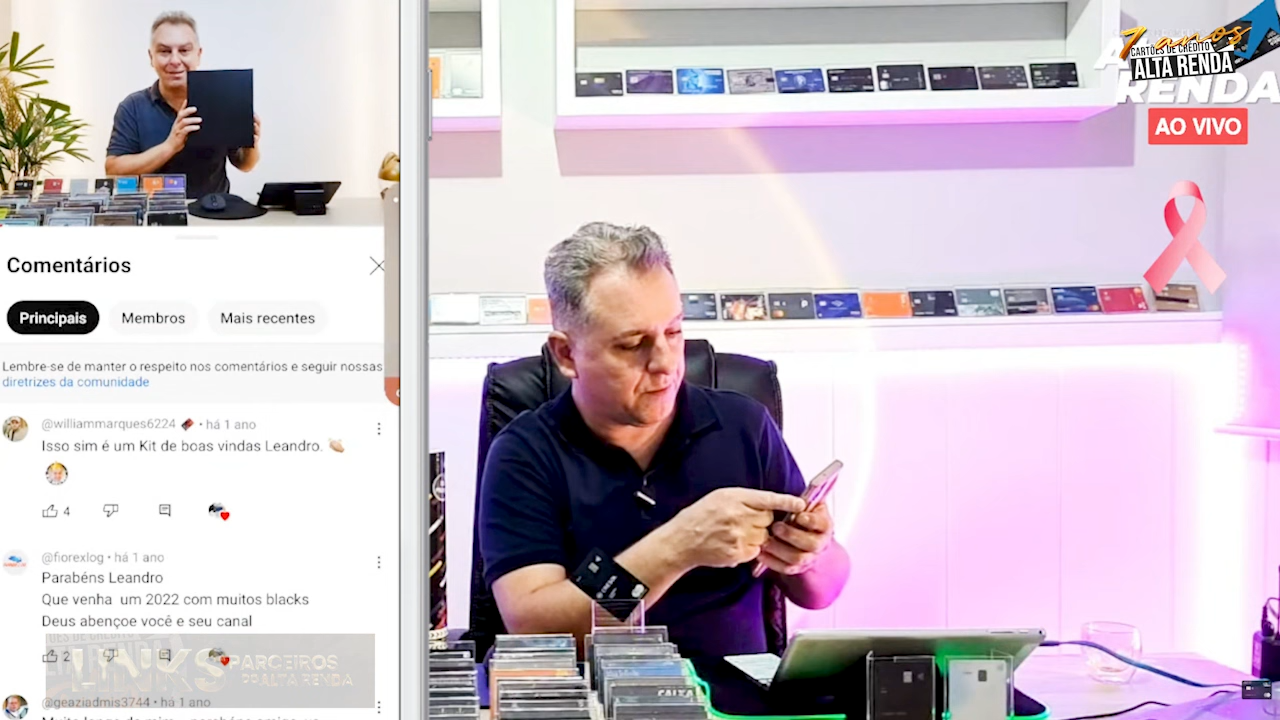 Comentários
Principais
Membros
Mais recentes
Lembre-se de manter o respeito nos comentários e seguir nossas
diretrizes da comunidade
@williammarques6224 • há 1 ano
Isso sim é um Kit de boas vindas Leandro.
4
@fiorexlog • há 1 ano
Parabéns Leandro
Que venha um 2022 com muitos blacks
Deus abençoe você e seu canal
2
LINKS
PARCEIROS
DO ALTA RENDA
@geaziadmis3744 • há 1 ano
7 anos
CARTÕES DE CRÉDITO
ALTA RENDA
RENDA
AO VIVO
CAIXA